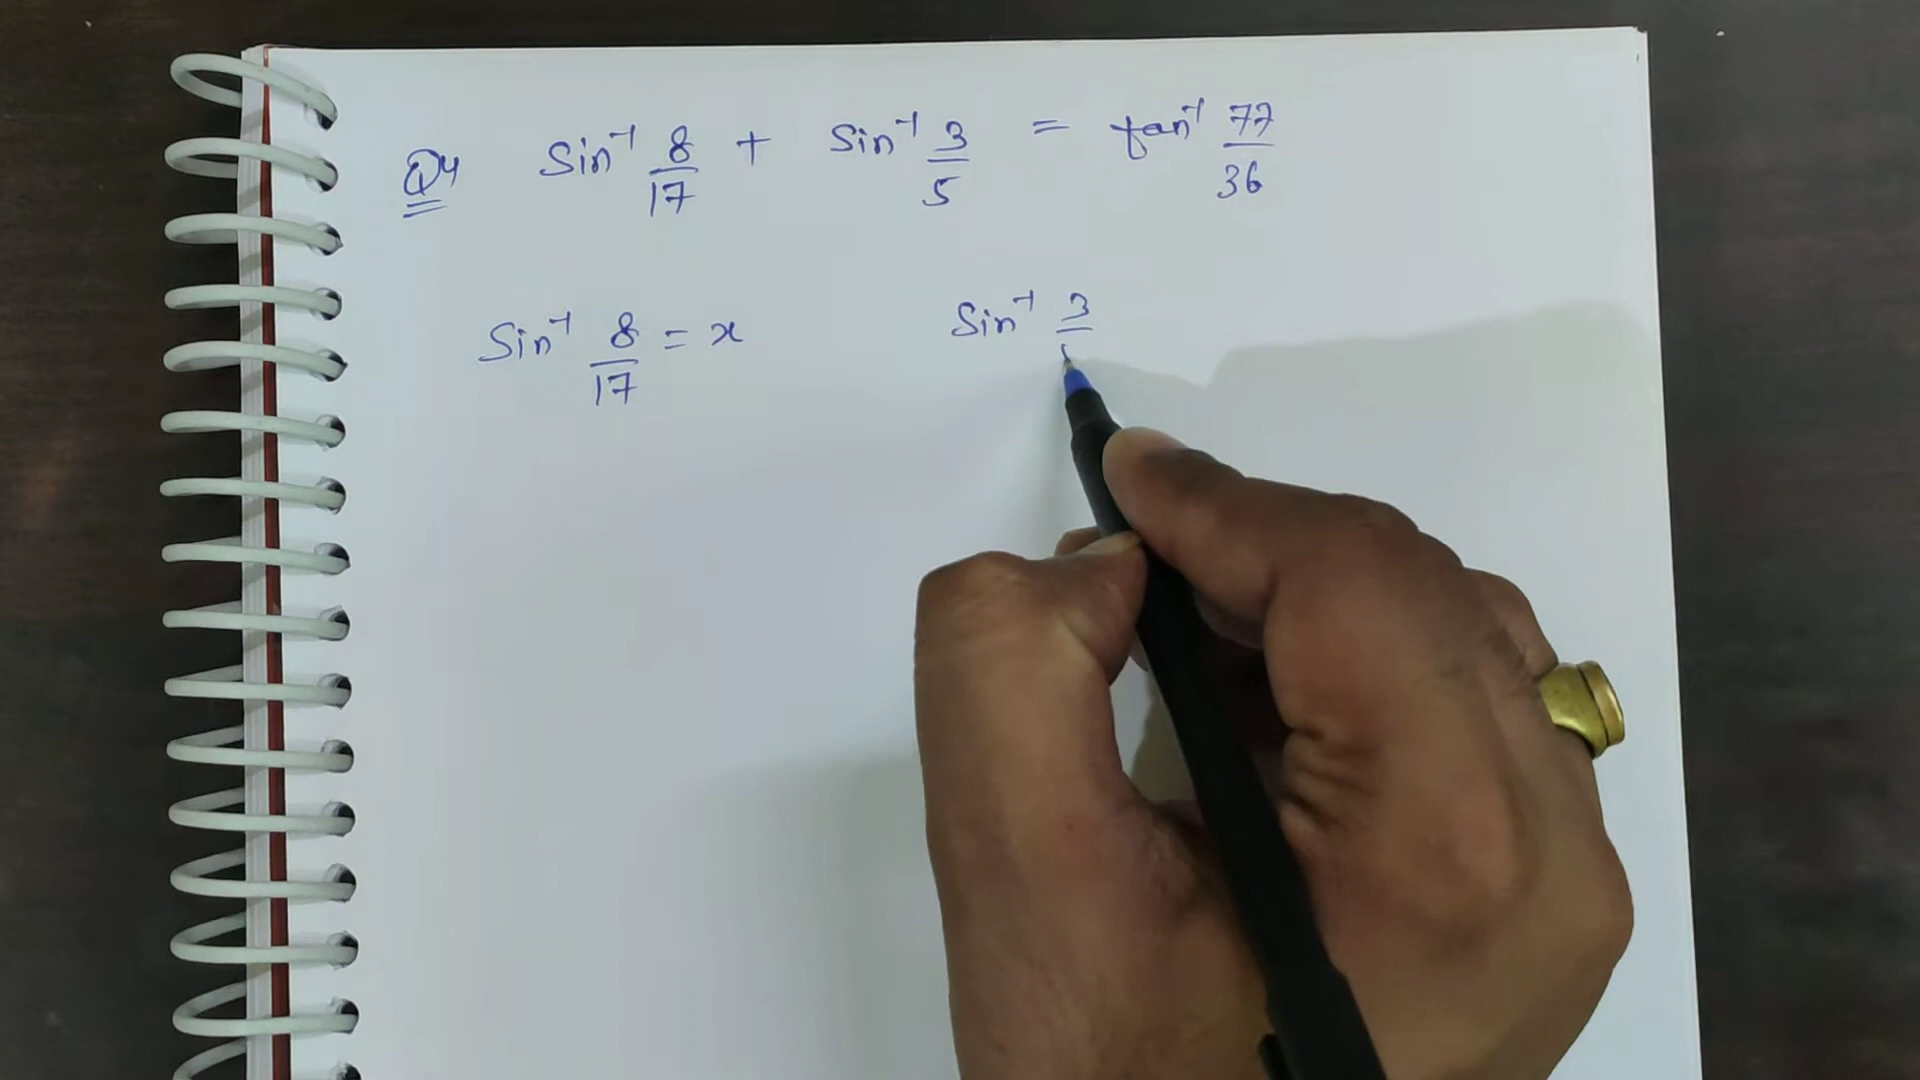 Q4 Sin⁻¹ 8/17 + Sin⁻¹ 3/5 = tan⁻¹ 77/36
Sin⁻¹ 8/17 = x Sin⁻¹ 3/